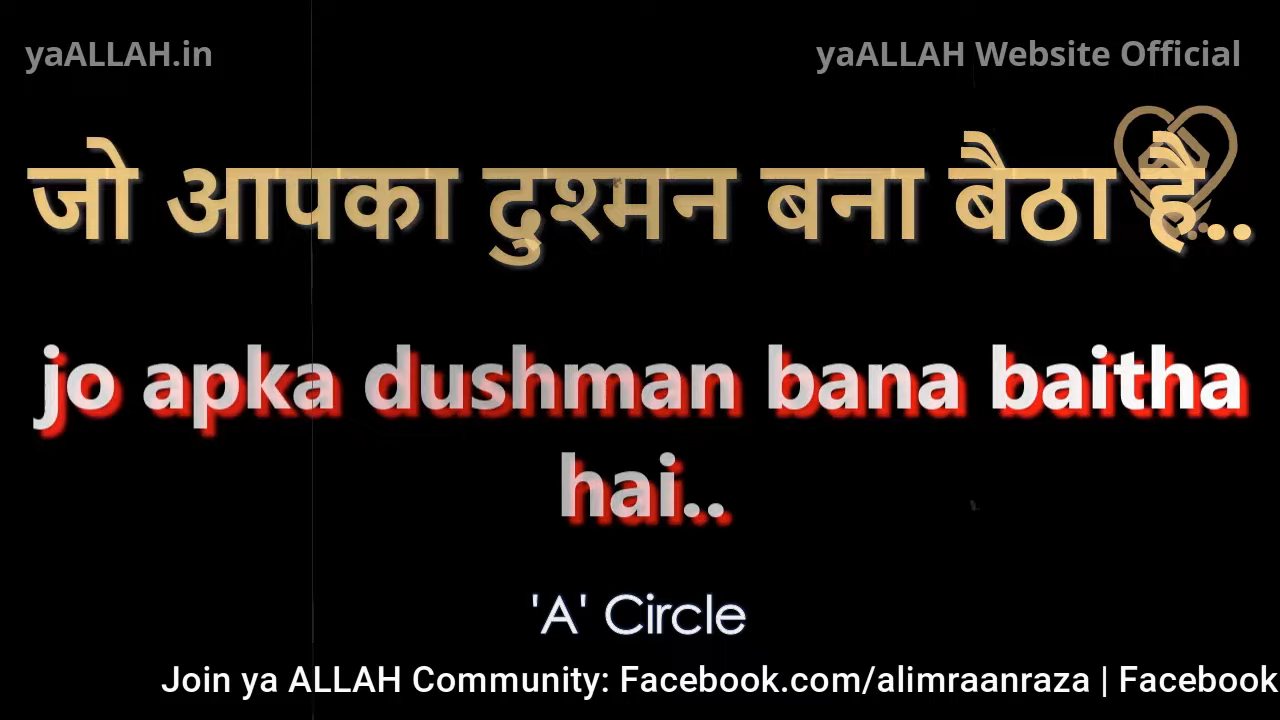 yaALLAH.in
yaALLAH Website Official
जो आपका दुश्मन बना बैठा है..
jo apka dushman bana baitha
hai..
'A' Circle
Join ya ALLAH Community: Facebook.com/alimraanraza | Facebook